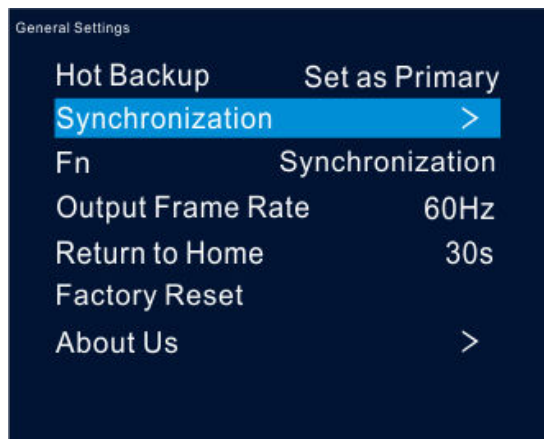 General Settings
Hot Backup Set as Primary
Synchronization >
Fn Synchronization
Output Frame Rate 60Hz
Return to Home 30s
Factory Reset
About Us >